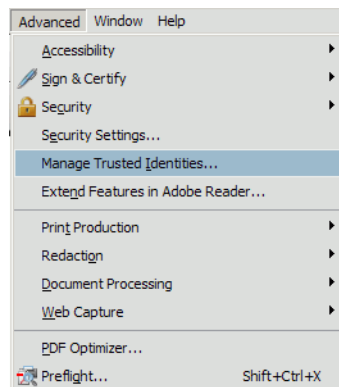 Advanced Window Help
Accessibility
Sign & Certify
Security
Security Settings...
Manage Trusted Identities...
Extend Features in Adobe Reader...
Print Production
Redaction
Document Processing
Web Capture
PDF Optimizer...
Preflight... Shift+Ctrl+X